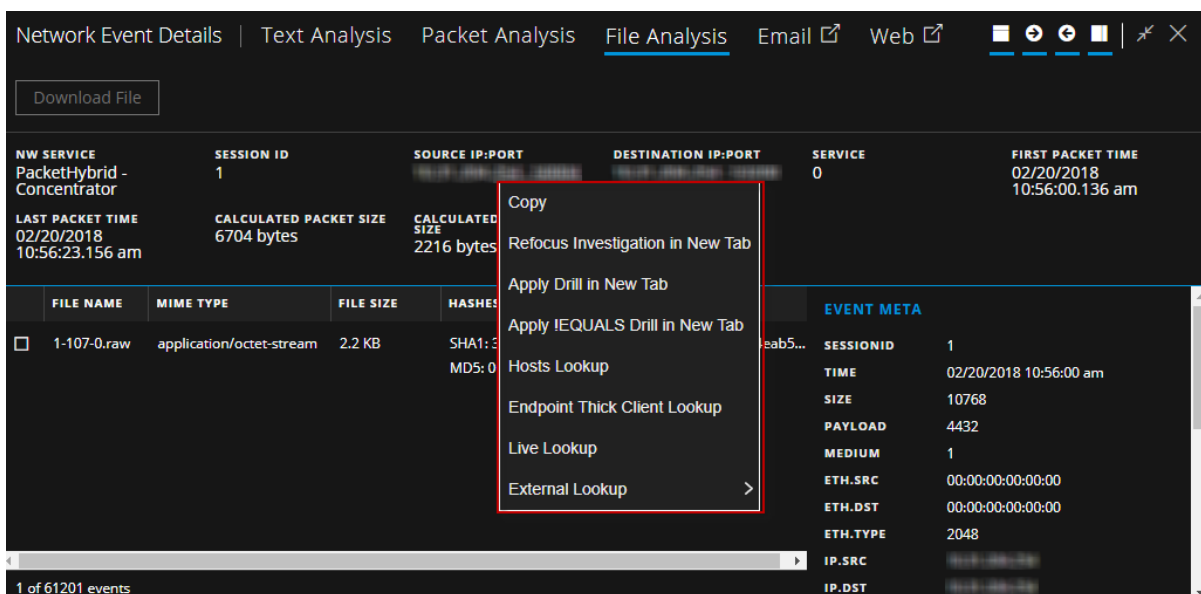 Network Event Details | Text Analysis Packet Analysis File Analysis Email Web
Download File
NW SERVICE SESSION ID SOURCE IP:PORT DESTINATION IP:PORT SERVICE FIRST PACKET TIME
PacketHybrid - 1 0 02/20/2018
Concentrator 10:56:00.136 am
LAST PACKET TIME CALCULATED PACKET SIZE CALCULATED
SIZE
02/20/2018 6704 bytes 2216 bytes
10:56:23.156 am
Copy
Refocus Investigation in New Tab
Apply Drill in New Tab
Apply !EQUALS Drill in New Tab
Hosts Lookup
Endpoint Thick Client Lookup
Live Lookup
External Lookup
FILE NAME MIME TYPE FILE SIZE HASHES
1-107-0.raw application/octet-stream 2.2 KB SHA1: 3 eab5...
MD5: 0
1 of 61201 events
EVENT META
SESSIONID 1
TIME 02/20/2018 10:56:00 am
SIZE 10768
PAYLOAD 4432
MEDIUM 1
ETH.SRC 00:00:00:00:00:00
ETH.DST 00:00:00:00:00:00
ETH.TYPE 2048
IP.SRC
IP.DST